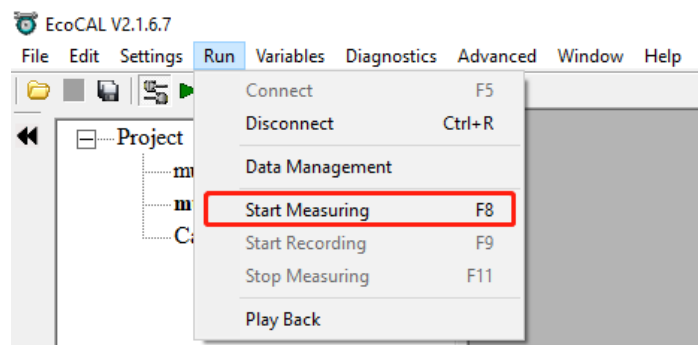 EcoCAL V2.1.6.7
File Edit Settings Run Variables Diagnostics Advanced Window Help
Project
Connect F5
Disconnect Ctrl+R
Data Management
Start Measuring F8
Start Recording F9
Stop Measuring F11
Play Back